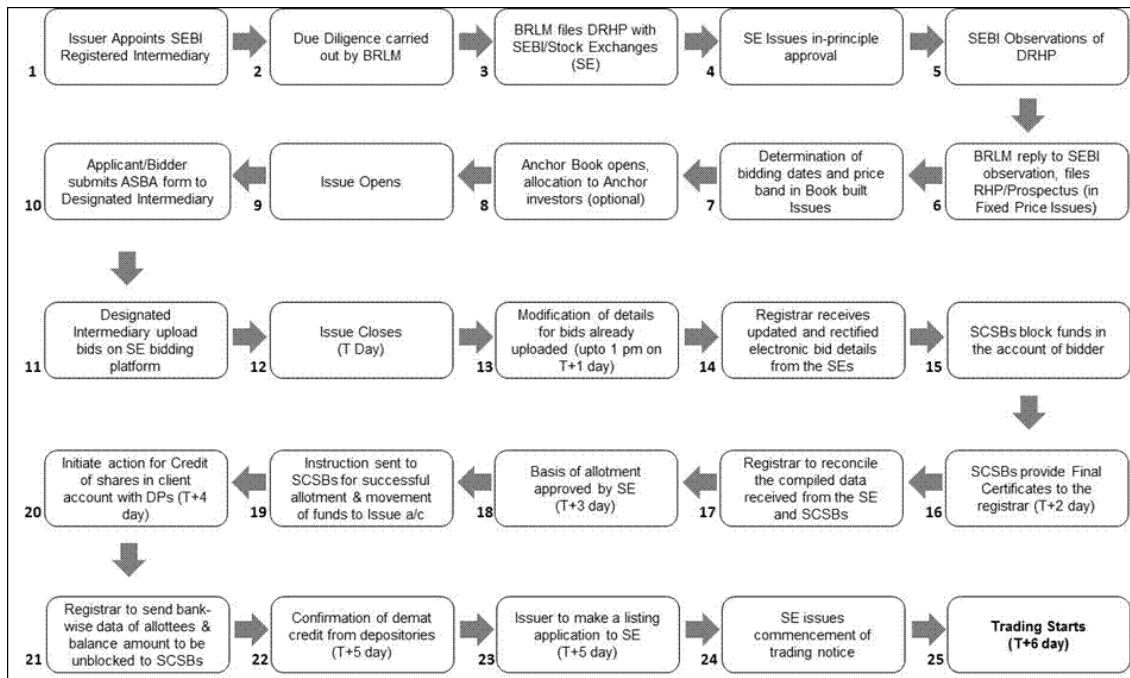 Issuer Appoints SEBI
Registered Intermediary
1
Due Diligence carried
out by BRLM
2
BRLM files DRHP with
SEBI/Stock Exchanges
(SE)
3
SE Issues in-principle
approval
4
SEBI Observations of
DRHP
5
BRLM reply to SEBI
observation, files
RHP/Prospectus (in
Fixed Price Issues)
6
Determination of
bidding dates and price
band in Book built
Issues
7
Anchor Book opens,
allocation to Anchor
investors (optional)
8
Issue Opens
9
Applicant/Bidder
submits ASBA form to
Designated Intermediary
10
Designated
Intermediary upload
bids on SE bidding
platform
11
Issue Closes
(T Day)
12
Modification of details
for bids already
uploaded (upto 1 pm on
T+1 day)
13
Registrar receives
updated and rectified
electronic bid details
from the SEs
14
SCSBs block funds in
the account of bidder
15
SCSBs provide Final
Certificates to the
registrar (T+2 day)
16
Registrar to reconcile
the compiled data
received from the SE
and SCSBs
17
Basis of allotment
approved by SE
(T+3 day)
18
Instruction sent to
SCSBs for successful
allotment & movement
of funds to Issue a/c
19
Initiate action for Credit
of shares in client
account with DPs (T+4
day)
20
Registrar to send bank-
wise data of allottees &
balance amount to be
unblocked to SCSBs
21
Confirmation of demat
credit from depositories
(T+5 day)
22
Issuer to make a listing
application to SE
(T+5 day)
23
SE issues
commencement of
trading notice
24
Trading Starts
(T+6 day)
25